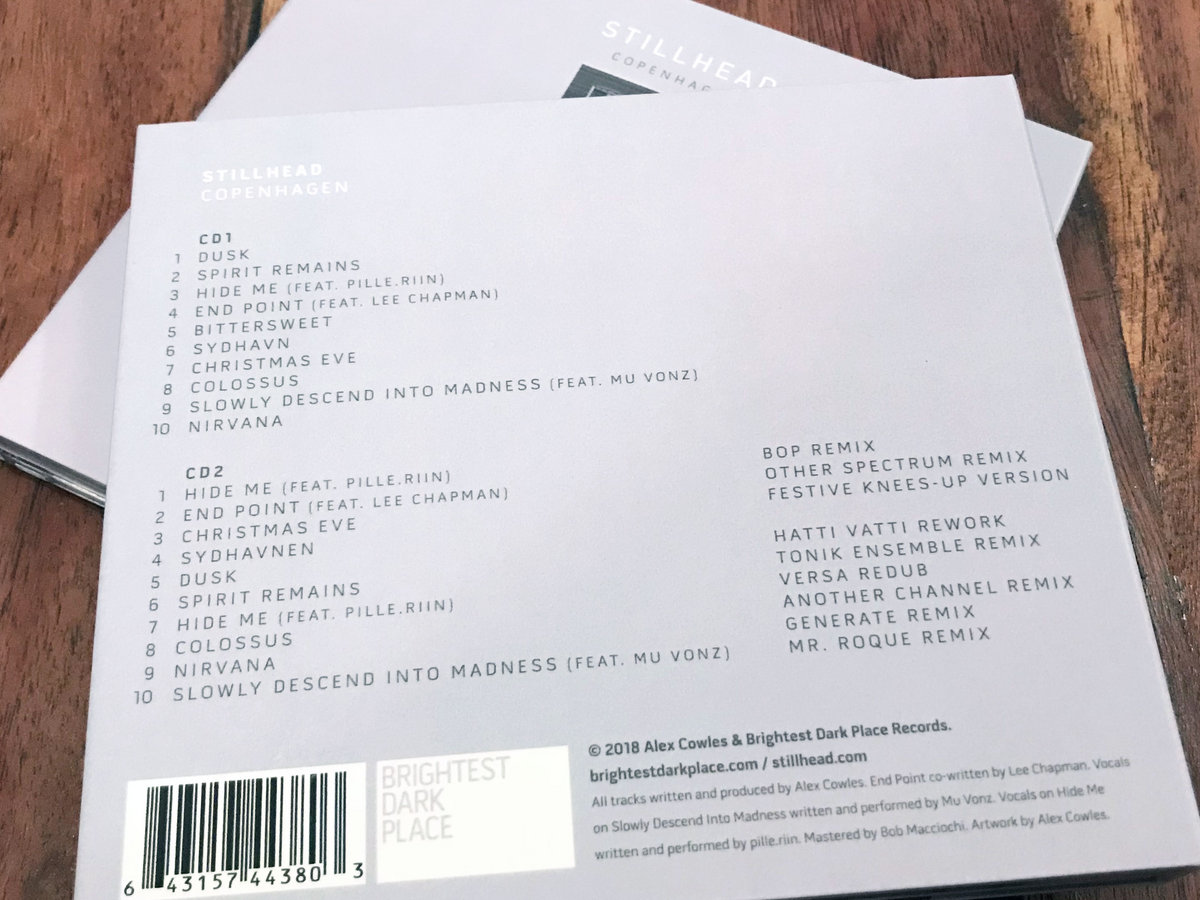 STILLHEAD
COPENHAG
STILLHEAD
COPENHAGEN
CD1
1 DUSK
2 SPIRIT REMAINS
3 HIDE ME (FEAT. PILLE.RIIN)
4 END POINT (FEAT. LEE CHAPMAN)
5 BITTERSWEET
6 SYDHAVN
7 CHRISTMAS EVE
8 COLOSSUS
9 SLOWLY DESCEND INTO MADNESS (FEAT. MU VONZ)
10 NIRVANA
CD2
1 HIDE ME (FEAT. PILLE.RIIN) BOP REMIX
2 END POINT (FEAT. LEE CHAPMAN) OTHER SPECTRUM REMIX
3 CHRISTMAS EVE FESTIVE KNEES-UP VERSION
4 SYDHAVNEN
5 DUSK HATTI VATTI REWORK
6 SPIRIT REMAINS TONIK ENSEMBLE REMIX
7 HIDE ME (FEAT. PILLE.RIIN) VERSA REDUB
8 COLOSSUS ANOTHER CHANNEL REMIX
9 NIRVANA GENERATE REMIX
10 SLOWLY DESCEND INTO MADNESS (FEAT. MU VONZ) MR. ROQUE REMIX
6 43157 44380 3
BRIGHTEST
DARK
PLACE
© 2018 Alex Cowles & Brightest Dark Place Records.
brightestdarkplace.com / stillhead.com
All tracks written and produced by Alex Cowles. End Point co-written by Lee Chapman. Vocals
on Slowly Descend Into Madness written and performed by Mu Vonz. Vocals on Hide Me
written and performed by pille.riin. Mastered by Bob Macciochi. Artwork by Alex Cowles.